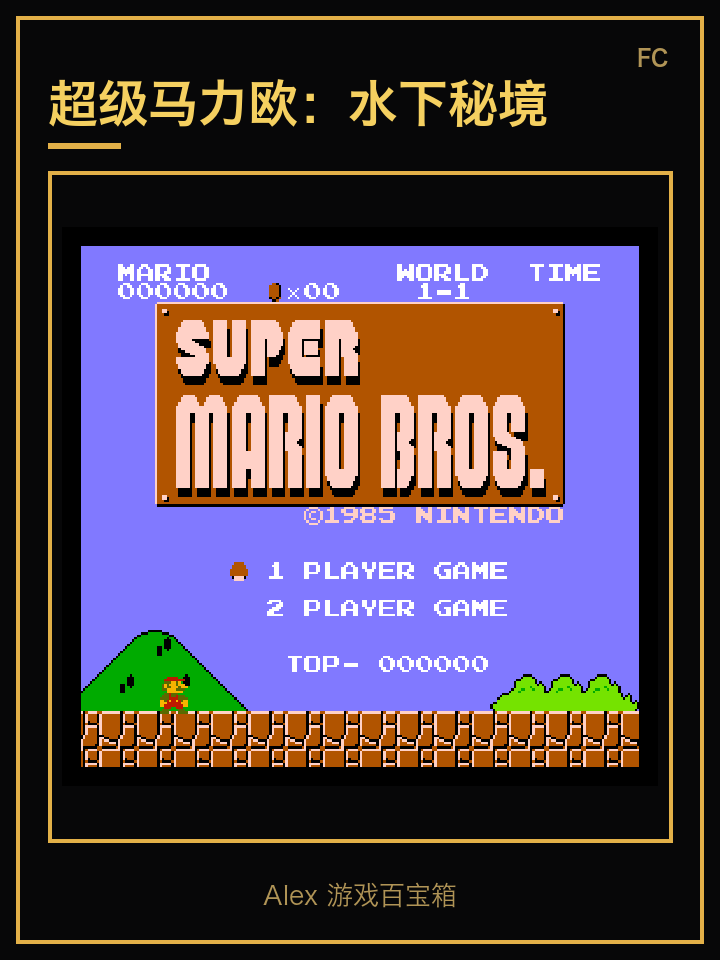 FC
超级马力欧：水下秘境
MARIO WORLD TIME
000000 ×00 1-1
SUPER
MARIO BROS.
©1985 NINTENDO
1 PLAYER GAME
2 PLAYER GAME
TOP- 000000
Alex 游戏百宝箱